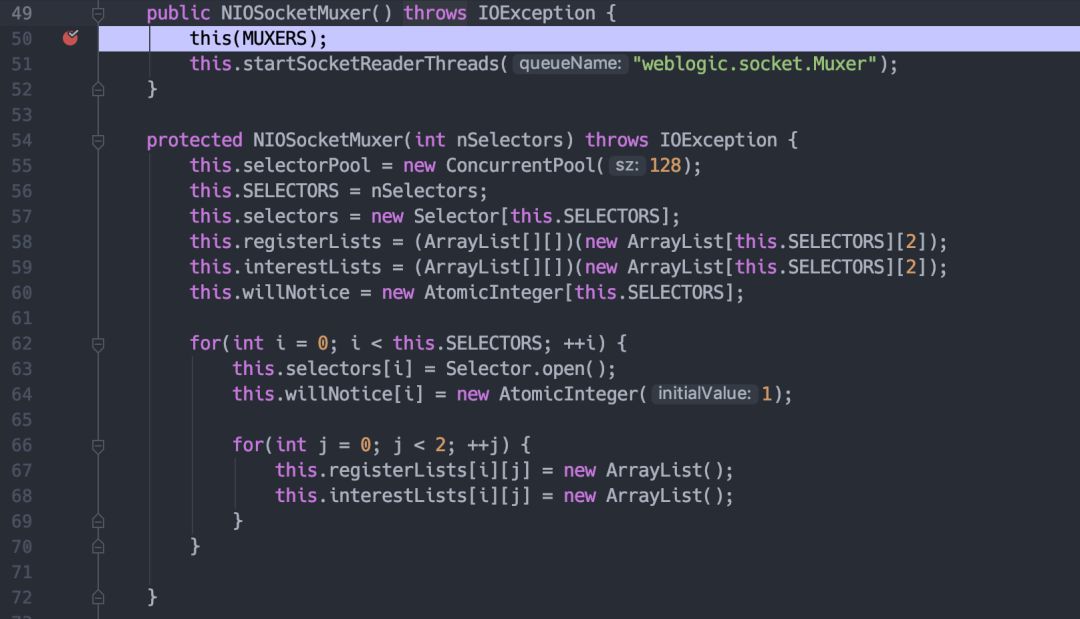 49 public NIOSocketMuxer() throws IOException {
50 this(MUXERS);
51 this.startSocketReaderThreads( queueName: "weblogic.socket.Muxer");
52 }
53
54 protected NIOSocketMuxer(int nSelectors) throws IOException {
55 this.selectorPool = new ConcurrentPool( sz: 128);
56 this.SELECTORS = nSelectors;
57 this.selectors = new Selector[this.SELECTORS];
58 this.registerLists = (ArrayList[][])(new ArrayList[this.SELECTORS][2]);
59 this.interestLists = (ArrayList[][])(new ArrayList[this.SELECTORS][2]);
60 this.willNotice = new AtomicInteger[this.SELECTORS];
61
62 for(int i = 0; i < this.SELECTORS; ++i) {
63 this.selectors[i] = Selector.open();
64 this.willNotice[i] = new AtomicInteger( initialValue: 1);
65
66 for(int j = 0; j < 2; ++j) {
67 this.registerLists[i][j] = new ArrayList();
68 this.interestLists[i][j] = new ArrayList();
69 }
70 }
71
72 }